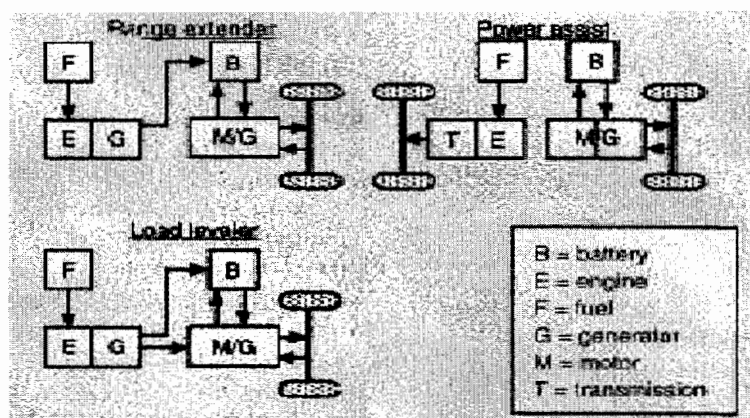 Range extender
F
B
E G
M/G
Power assist
F
B
T E
M/G
Load leveler
F
B
E G
M/G
B = battery
E = engine
F = fuel
G = generator
M = motor
T = transmission